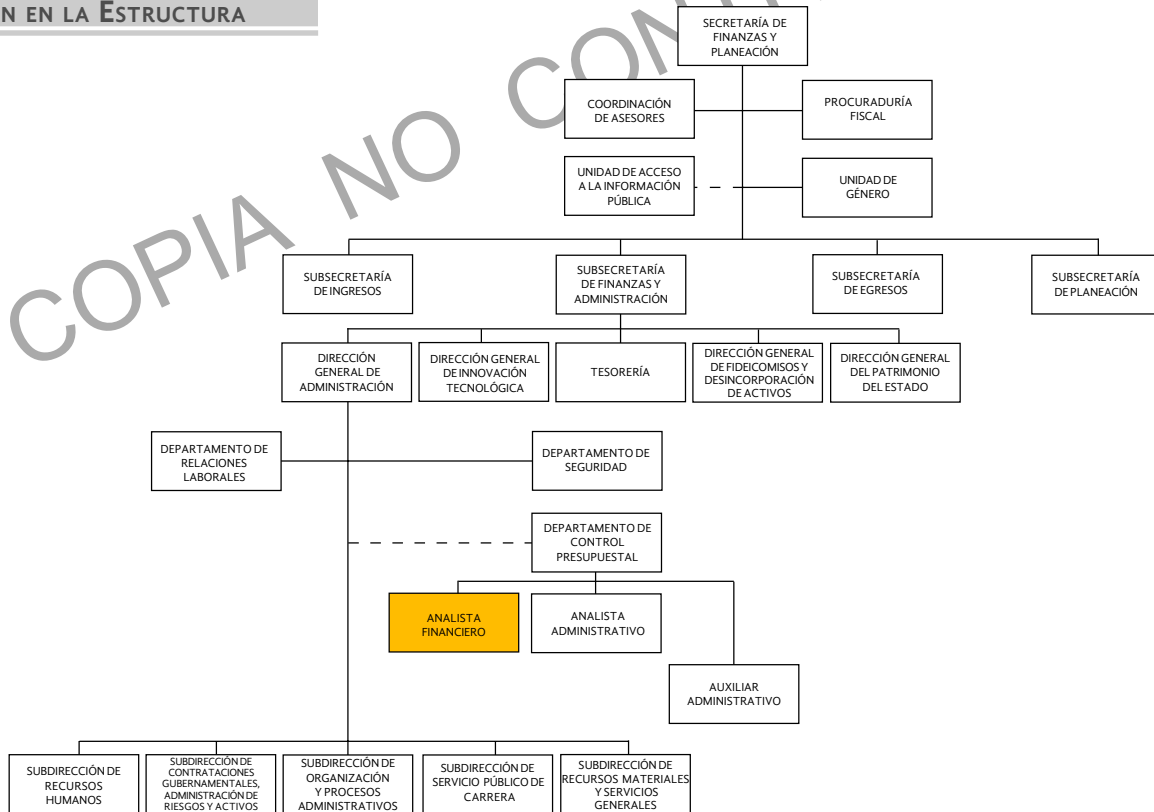 N EN LA ESTRUCTURA
COPIA NO
SECRETARÍA DE
FINANZAS Y
PLANEACIÓN
COORDINACIÓN
DE ASESORES
PROCURADURÍA
FISCAL
UNIDAD DE ACCESO
A LA INFORMACIÓN
PÚBLICA
UNIDAD DE
GÉNERO
SUBSECRETARÍA
DE INGRESOS
SUBSECRETARÍA
DE FINANZAS Y
ADMINISTRACIÓN
SUBSECRETARÍA
DE EGRESOS
SUBSECRETARÍA
DE PLANEACIÓN
DIRECCIÓN
GENERAL DE
ADMINISTRACIÓN
DIRECCIÓN GENERAL
DE INNOVACIÓN
TECNOLÓGICA
TESORERÍA
DIRECCIÓN GENERAL
DE FIDEICOMISOS Y
DESINCORPORACIÓN
DE ACTIVOS
DIRECCIÓN GENERAL
DEL PATRIMONIO
DEL ESTADO
DEPARTAMENTO DE
RELACIONES
LABORALES
DEPARTAMENTO DE
SEGURIDAD
DEPARTAMENTO DE
CONTROL
PRESUPUESTAL
ANALISTA
FINANCIERO
ANALISTA
ADMINISTRATIVO
AUXILIAR
ADMINISTRATIVO
SUBDIRECCIÓN DE
RECURSOS
HUMANOS
SUBDIRECCIÓN DE
CONTRATACIONES
GUBERNAMENTALES,
ADMINISTRACIÓN DE
RIESGOS Y ACTIVOS
SUBDIRECCIÓN DE
ORGANIZACIÓN
Y PROCESOS
ADMINISTRATIVOS
SUBDIRECCIÓN DE
SERVICIO PÚBLICO DE
CARRERA
SUBDIRECCIÓN DE
RECURSOS MATERIALES
Y SERVICIOS
GENERALES